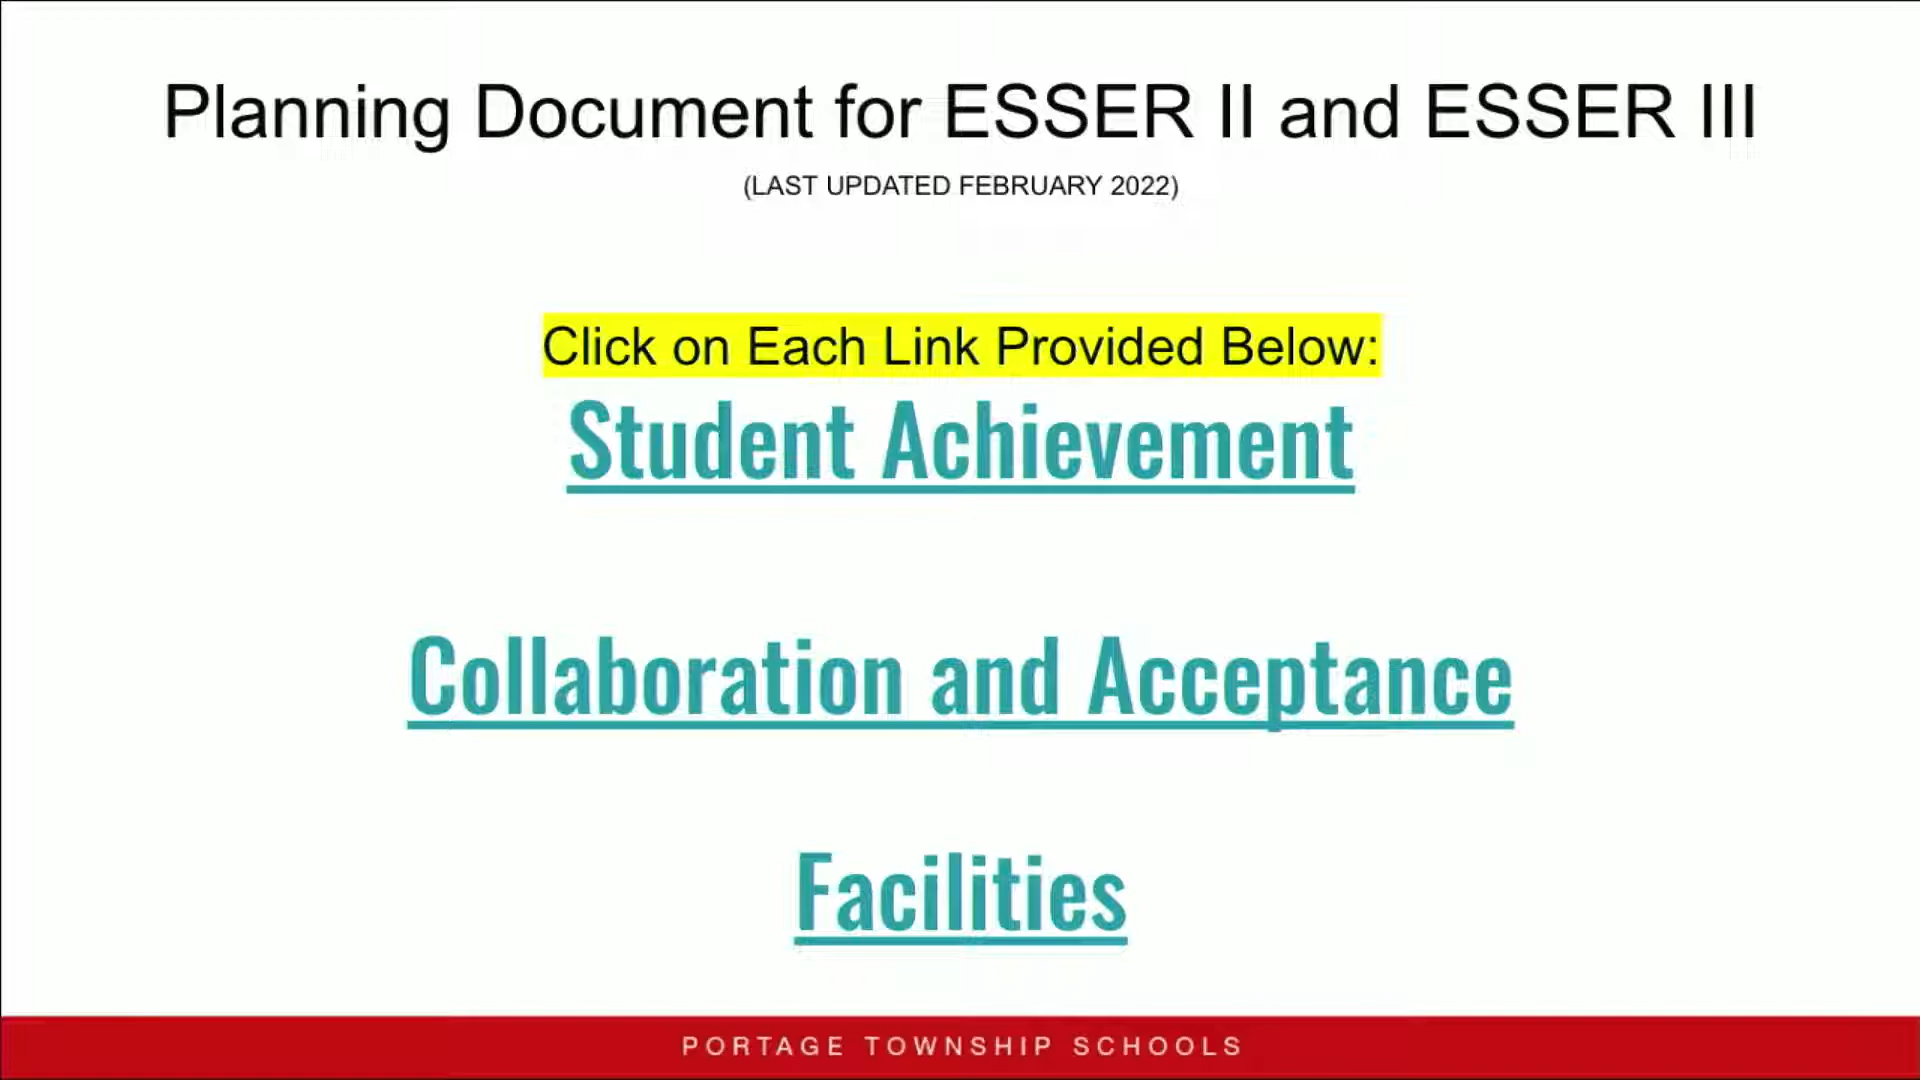 Planning Document for ESSER II and ESSER III
(LAST UPDATED FEBRUARY 2022)
Click on Each Link Provided Below:
Student Achievement
Collaboration and Acceptance
Facilities
PORTAGE TOWNSHIP SCHOOLS